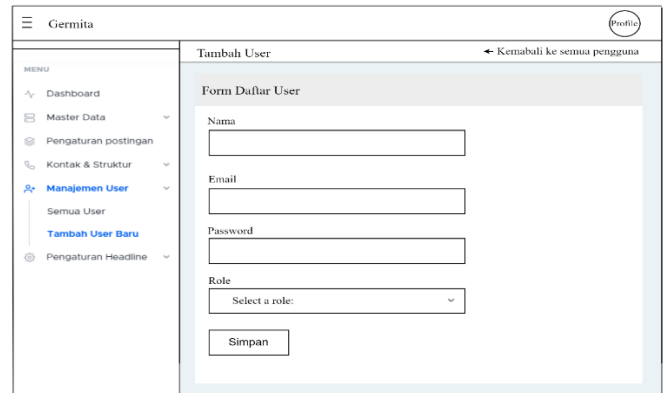 Germita
Profile
MENU
Dashboard
Master Data
Pengaturan postingan
Kontak & Struktur
Manajemen User
Semua User
Tambah User Baru
Pengaturan Headline
Tambah User
Kemabali ke semua pengguna
Form Daftar User
Nama
Email
Password
Role
Select a role:
Simpan